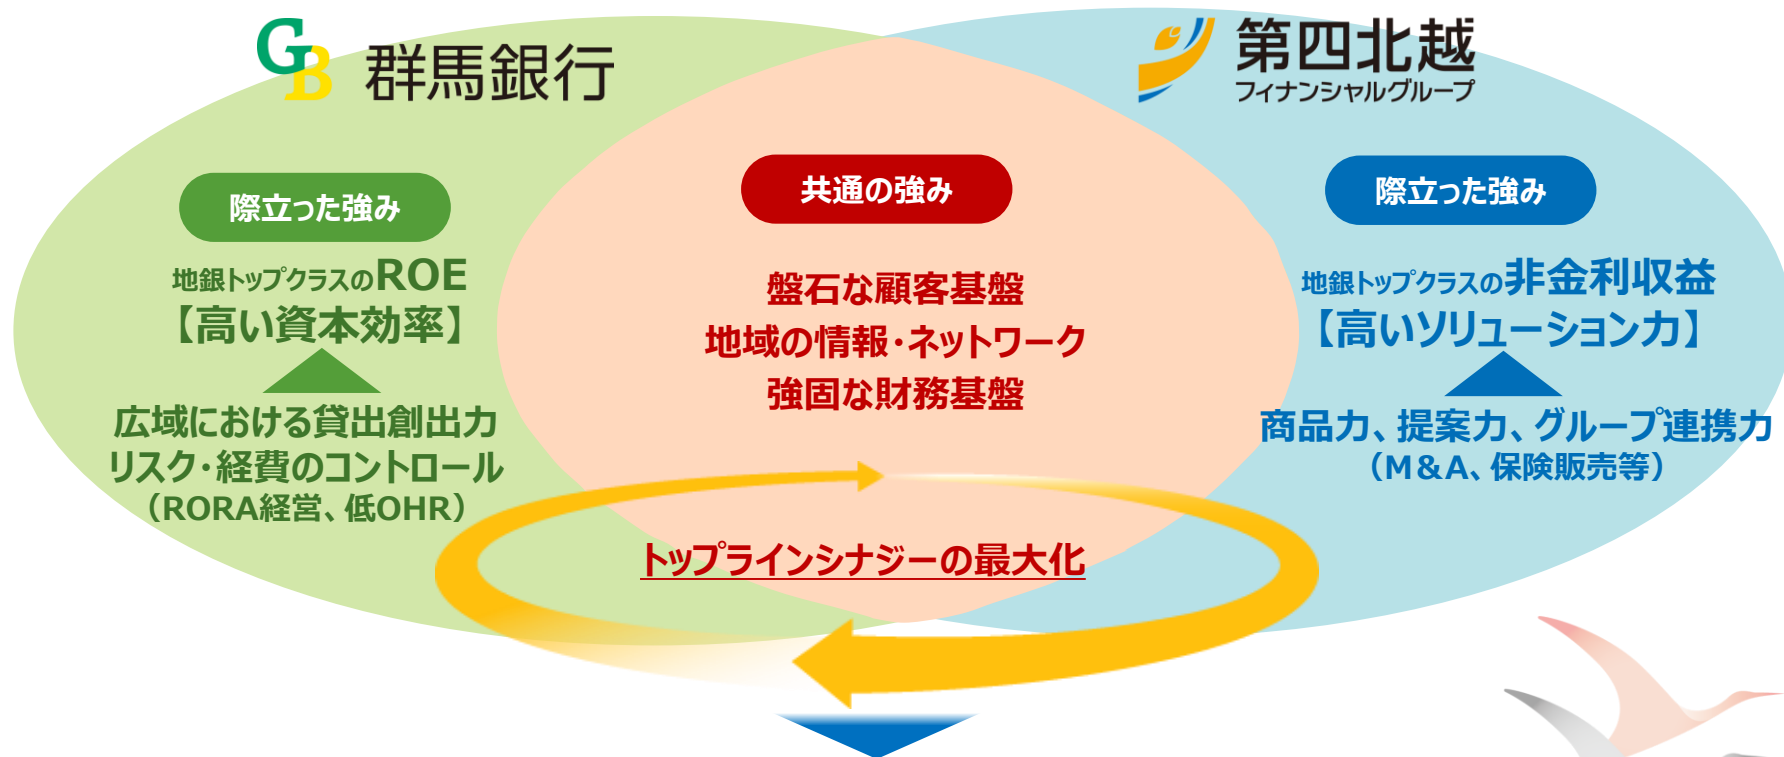 GB 群馬銀行
第四北越
フィナンシャルグループ
際立った強み
地銀トップクラスのROE
【高い資本効率】
広域における貸出創出力
リスク・経費のコントロール
（RORA経営、低OHR）
共通の強み
盤石な顧客基盤
地域の情報・ネットワーク
強固な財務基盤
トップラインシナジーの最大化
際立った強み
地銀トップクラスの非金利収益
【高いソリューション力】
商品力、提案力、グループ連携力
（M＆A、保険販売等）